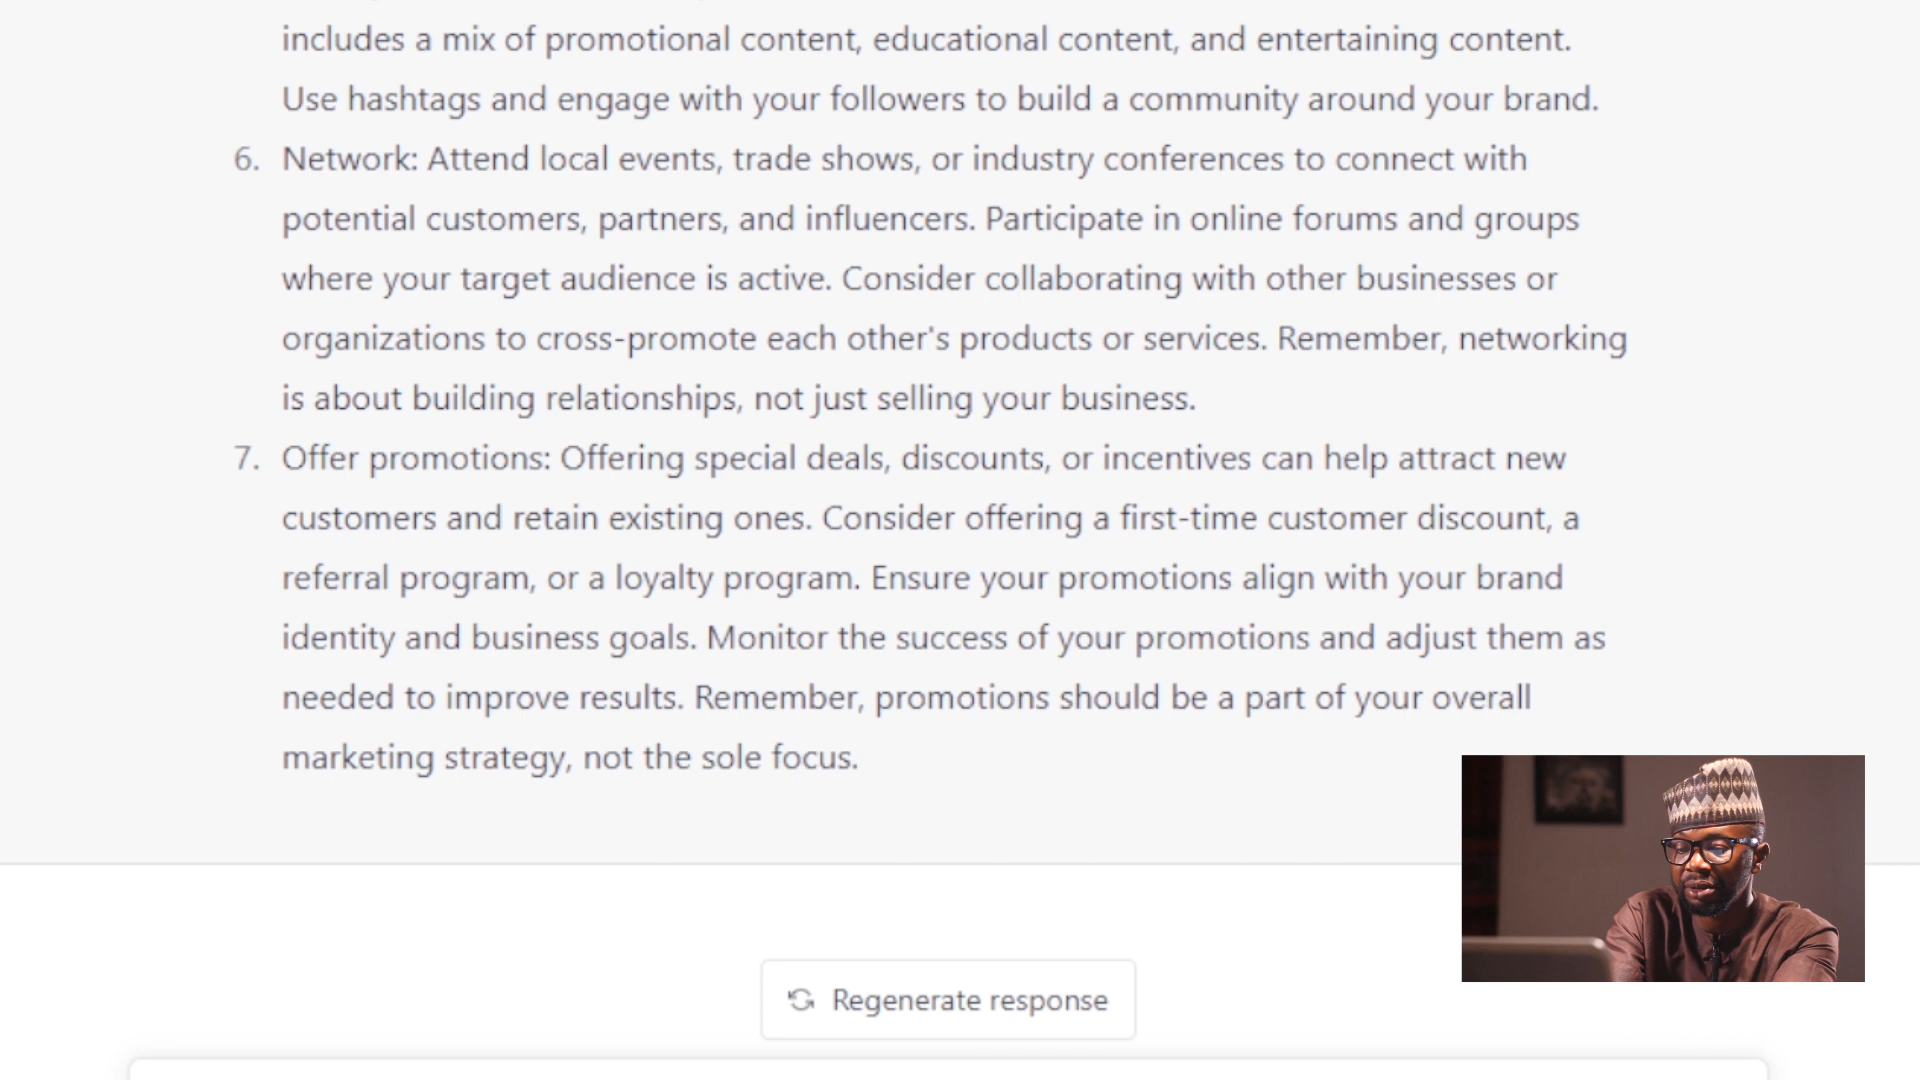 includes a mix of promotional content, educational content, and entertaining content.
Use hashtags and engage with your followers to build a community around your brand.
6. Network: Attend local events, trade shows, or industry conferences to connect with
potential customers, partners, and influencers. Participate in online forums and groups
where your target audience is active. Consider collaborating with other businesses or
organizations to cross-promote each other's products or services. Remember, networking
is about building relationships, not just selling your business.
7. Offer promotions: Offering special deals, discounts, or incentives can help attract new
customers and retain existing ones. Consider offering a first-time customer discount, a
referral program, or a loyalty program. Ensure your promotions align with your brand
identity and business goals. Monitor the success of your promotions and adjust them as
needed to improve results. Remember, promotions should be a part of your overall
marketing strategy, not the sole focus.
Regenerate response